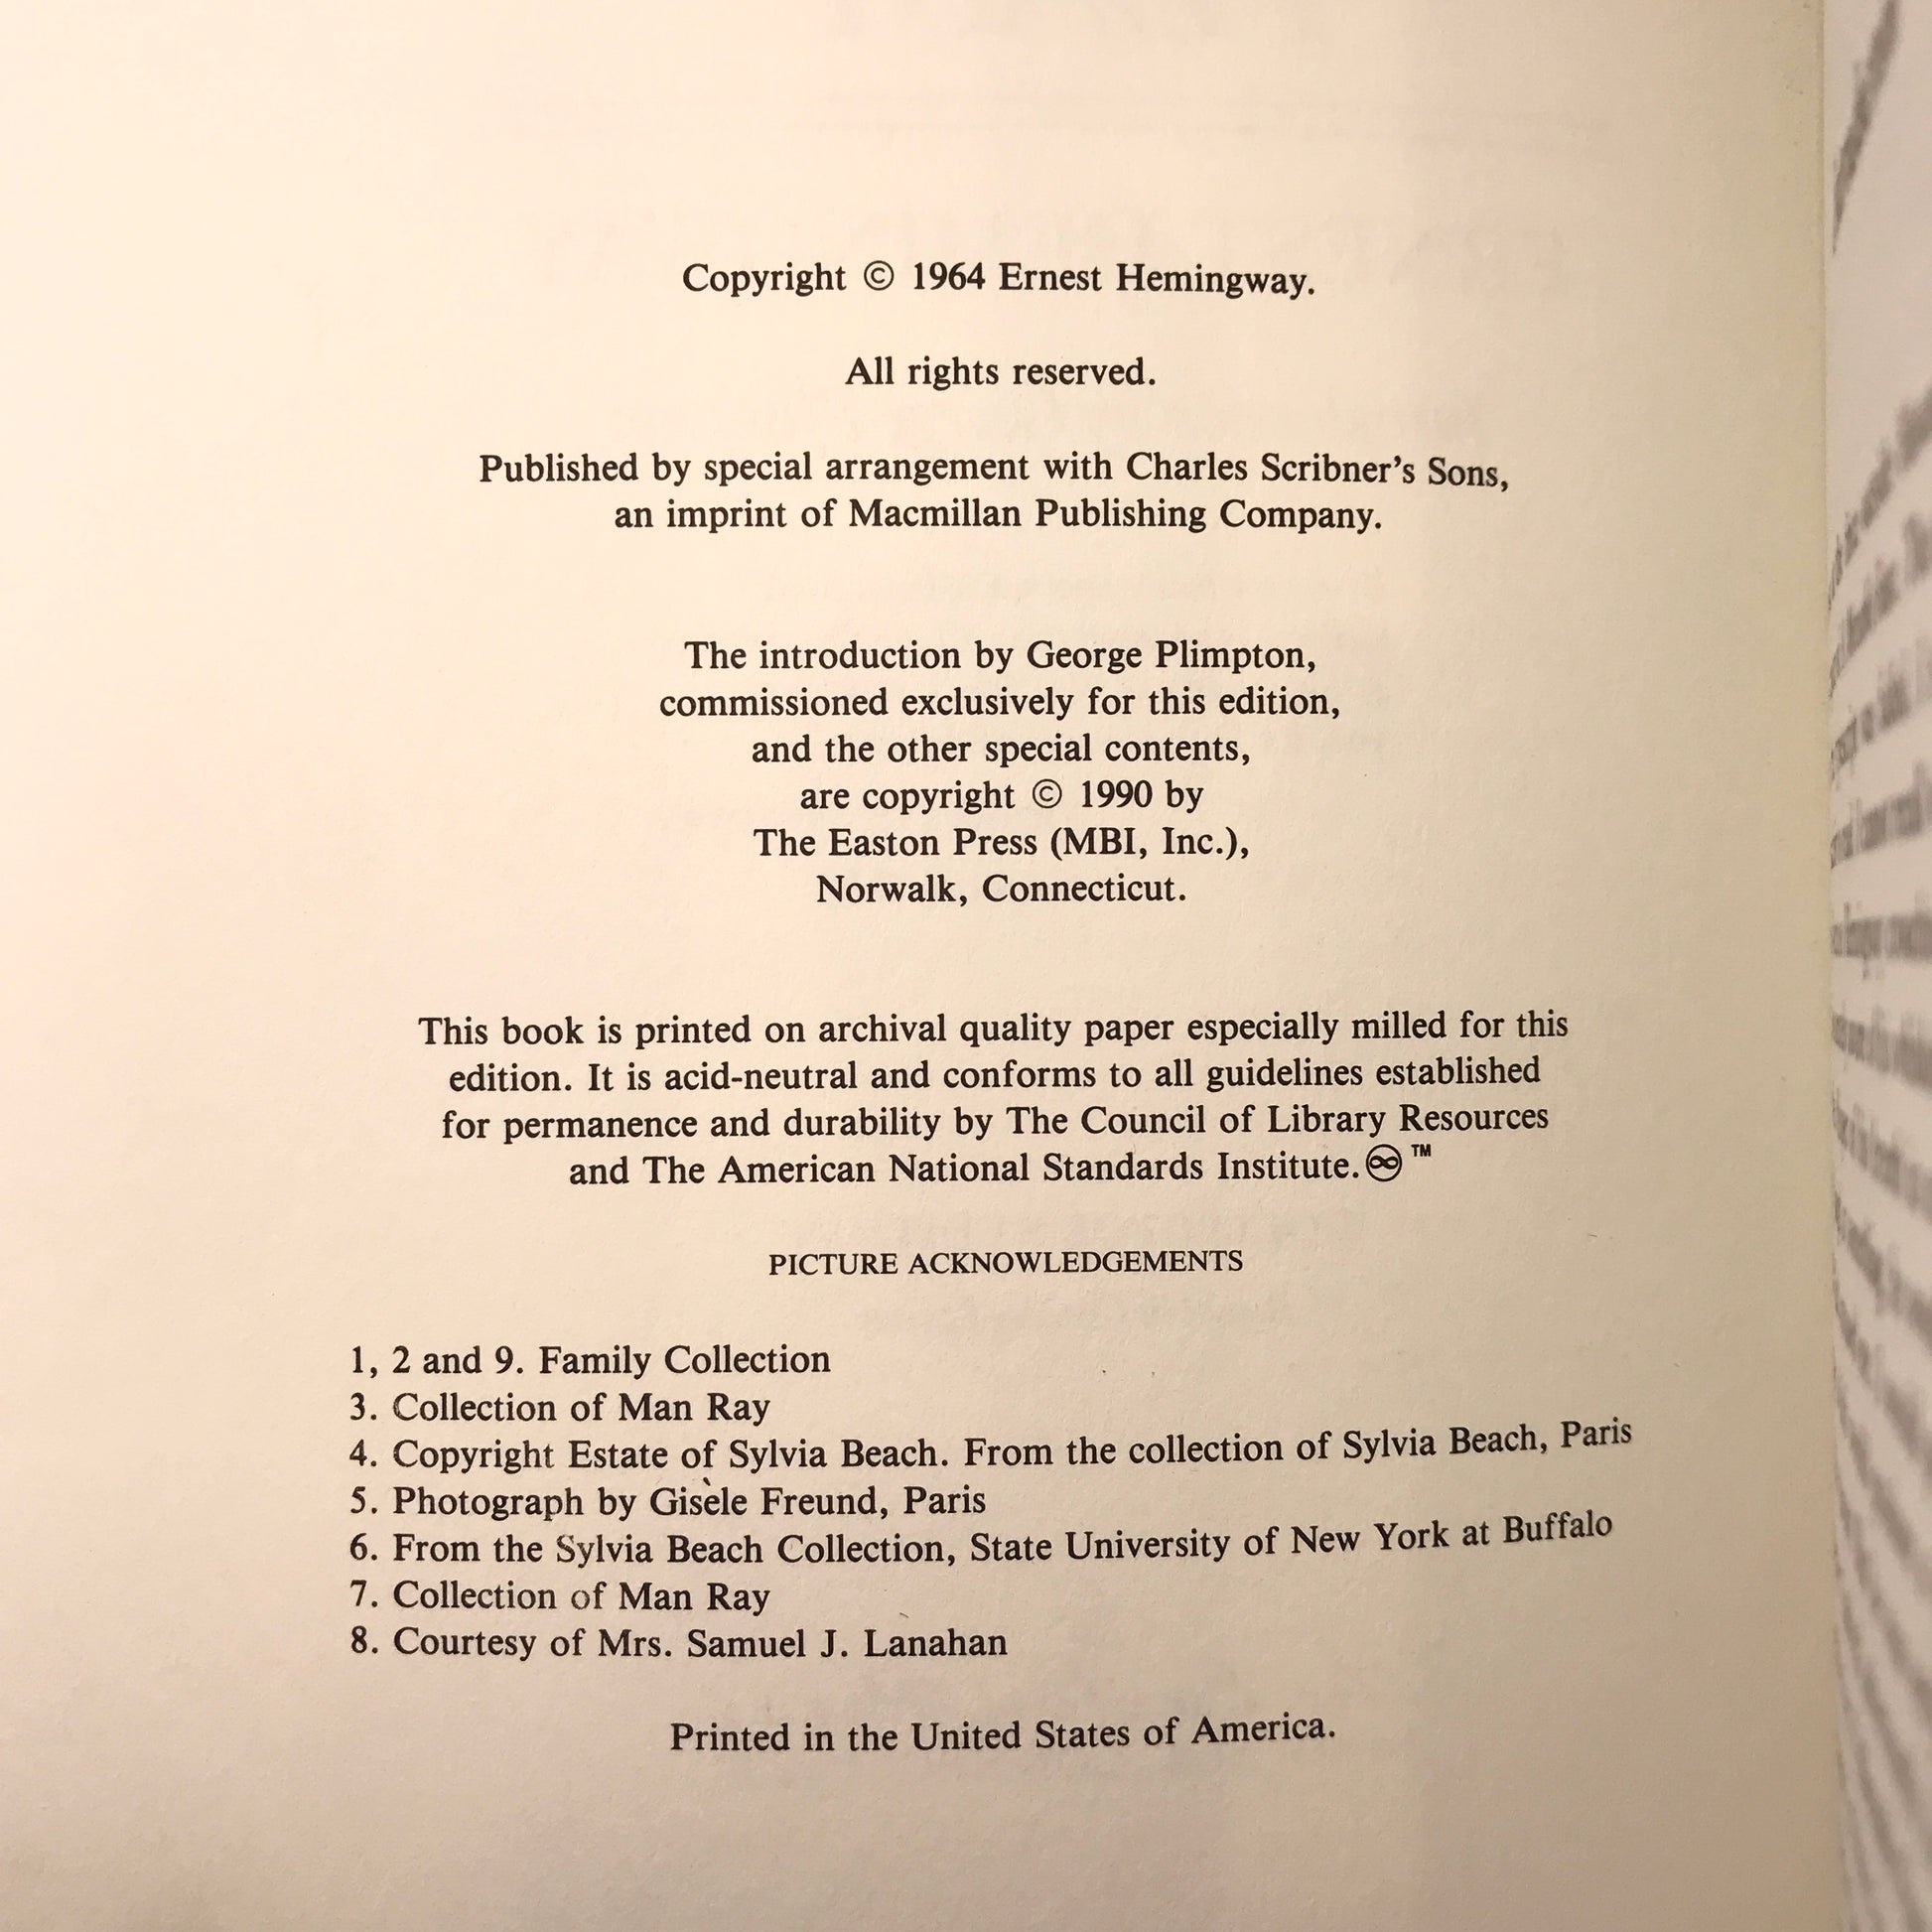 Copyright © 1964 Ernest Hemingway.
All rights reserved.
Published by special arrangement with Charles Scribner's Sons,
an imprint of Macmillan Publishing Company.
The introduction by George Plimpton,
commissioned exclusively for this edition,
and the other special contents,
are copyright © 1990 by
The Easton Press (MBI, Inc.),
Norwalk, Connecticut.
This book is printed on archival quality paper especially milled for this
edition. It is acid-neutral and conforms to all guidelines established
for permanence and durability by The Council of Library Resources
and The American National Standards Institute.♾™
PICTURE ACKNOWLEDGEMENTS
1, 2 and 9. Family Collection
3. Collection of Man Ray
4. Copyright Estate of Sylvia Beach. From the collection of Sylvia Beach, Paris
5. Photograph by Gisèle Freund, Paris
6. From the Sylvia Beach Collection, State University of New York at Buffalo
7. Collection of Man Ray
8. Courtesy of Mrs. Samuel J. Lanahan
Printed in the United States of America.